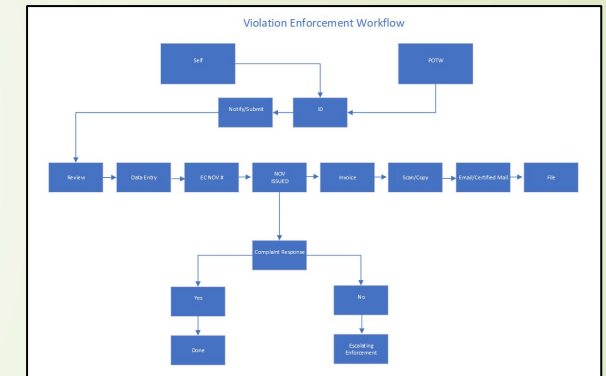 Violation Enforcement Workflow
Self
POTW
Notify/Submit
ID
Review
Data Entry
EC NOV #
NOV
ISSUED
Invoice
Scan/Copy
Email/Certified Mail
File
Complaint Response
Yes
No
Done
Escalating
Enforcement